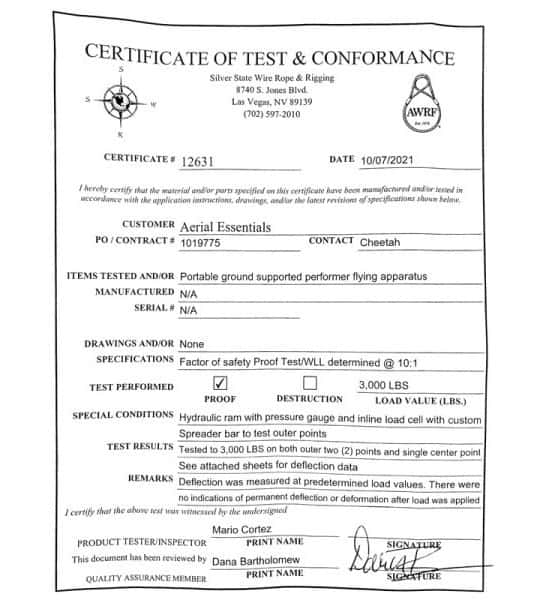 CERTIFICATE OF TEST & CONFORMANCE
Silver State Wire Rope & Rigging
8740 S. Jones Blvd.
Las Vegas, NV 89139
(702) 597-2010
S
S
W
R
AWRF
CERTIFICATE # 12631 DATE 10/07/2021
I hereby certify that the material and/or parts specified on this certificate have been manufactured and/or tested in
accordance with the application instructions, drawings, and/or the latest revisions of specifications shown below.
CUSTOMER Aerial Essentials
PO / CONTRACT # 1019775 CONTACT Cheetah
ITEMS TESTED AND/OR Portable ground supported performer flying apparatus
MANUFACTURED N/A
SERIAL # N/A
DRAWINGS AND/OR None
SPECIFICATIONS Factor of safety Proof Test/WLL determined @ 10:1
TEST PERFORMED ✓ 3,000 LBS
PROOF DESTRUCTION LOAD VALUE (LBS.)
SPECIAL CONDITIONS Hydraulic ram with pressure gauge and inline load cell with custom
Spreader bar to test outer points
TEST RESULTS Tested to 3,000 LBS on both outer two (2) points and single center point
See attached sheets for deflection data
REMARKS Deflection was measured at predetermined load values. There were
no indications of permanent deflection or deformation after load was applied
I certify that the above test was witnessed by the undersigned
Mario Cortez
PRODUCT TESTER/INSPECTOR PRINT NAME SIGNATURE
This document has been reviewed by Dana Bartholomew
QUALITY ASSURANCE MEMBER PRINT NAME SIGNATURE